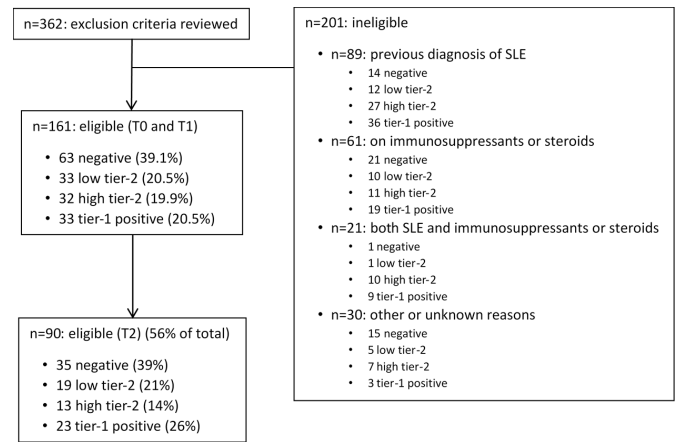 n=362: exclusion criteria reviewed
n=161: eligible (T0 and T1)
• 63 negative (39.1%)
• 33 low tier-2 (20.5%)
• 32 high tier-2 (19.9%)
• 33 tier-1 positive (20.5%)
n=90: eligible (T2) (56% of total)
• 35 negative (39%)
• 19 low tier-2 (21%)
• 13 high tier-2 (14%)
• 23 tier-1 positive (26%)
n=201: ineligible
• n=89: previous diagnosis of SLE
• 14 negative
• 12 low tier-2
• 27 high tier-2
• 36 tier-1 positive
• n=61: on immunosuppressants or steroids
• 21 negative
• 10 low tier-2
• 11 high tier-2
• 19 tier-1 positive
• n=21: both SLE and immunosuppressants or steroids
• 1 negative
• 1 low tier-2
• 10 high tier-2
• 9 tier-1 positive
• n=30: other or unknown reasons
• 15 negative
• 5 low tier-2
• 7 high tier-2
• 3 tier-1 positive